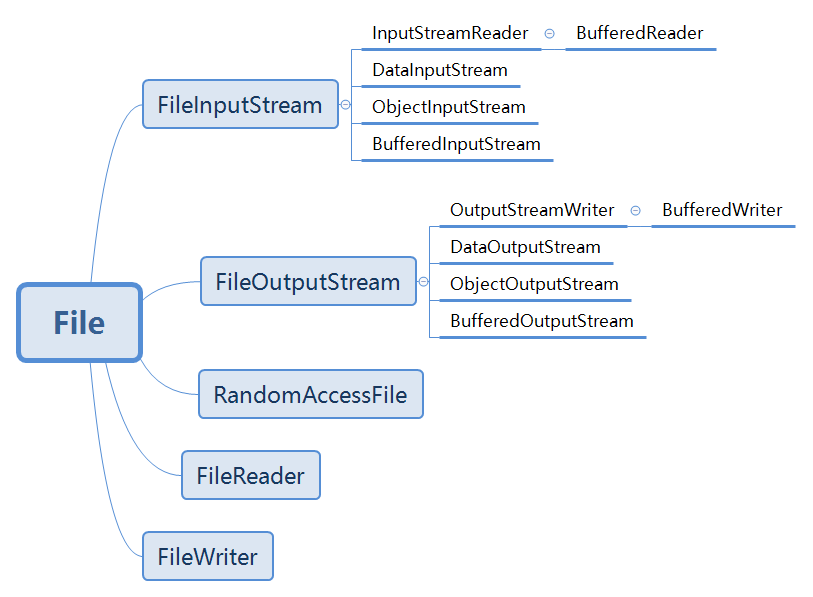 File
FileInputStream
InputStreamReader
BufferedReader
DataInputStream
ObjectInputStream
BufferedInputStream
FileOutputStream
OutputStreamWriter
BufferedWriter
DataOutputStream
ObjectOutputStream
BufferedOutputStream
RandomAccessFile
FileReader
FileWriter